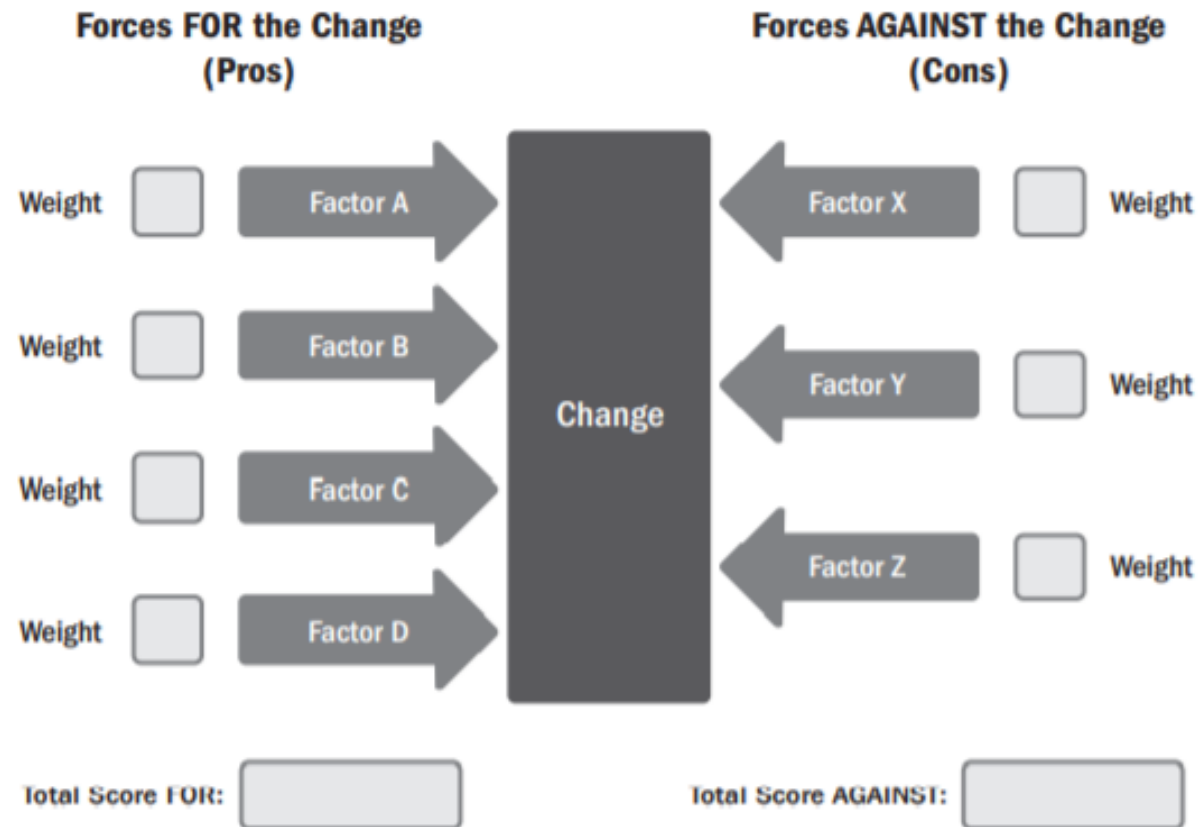 Forces FOR the Change
(Pros)
Forces AGAINST the Change
(Cons)
Weight
Factor A
Factor X
Weight
Weight
Factor B
Factor Y
Weight
Change
Weight
Factor C
Factor Z
Weight
Weight
Factor D
Total Score FOR:
Total Score AGAINST: